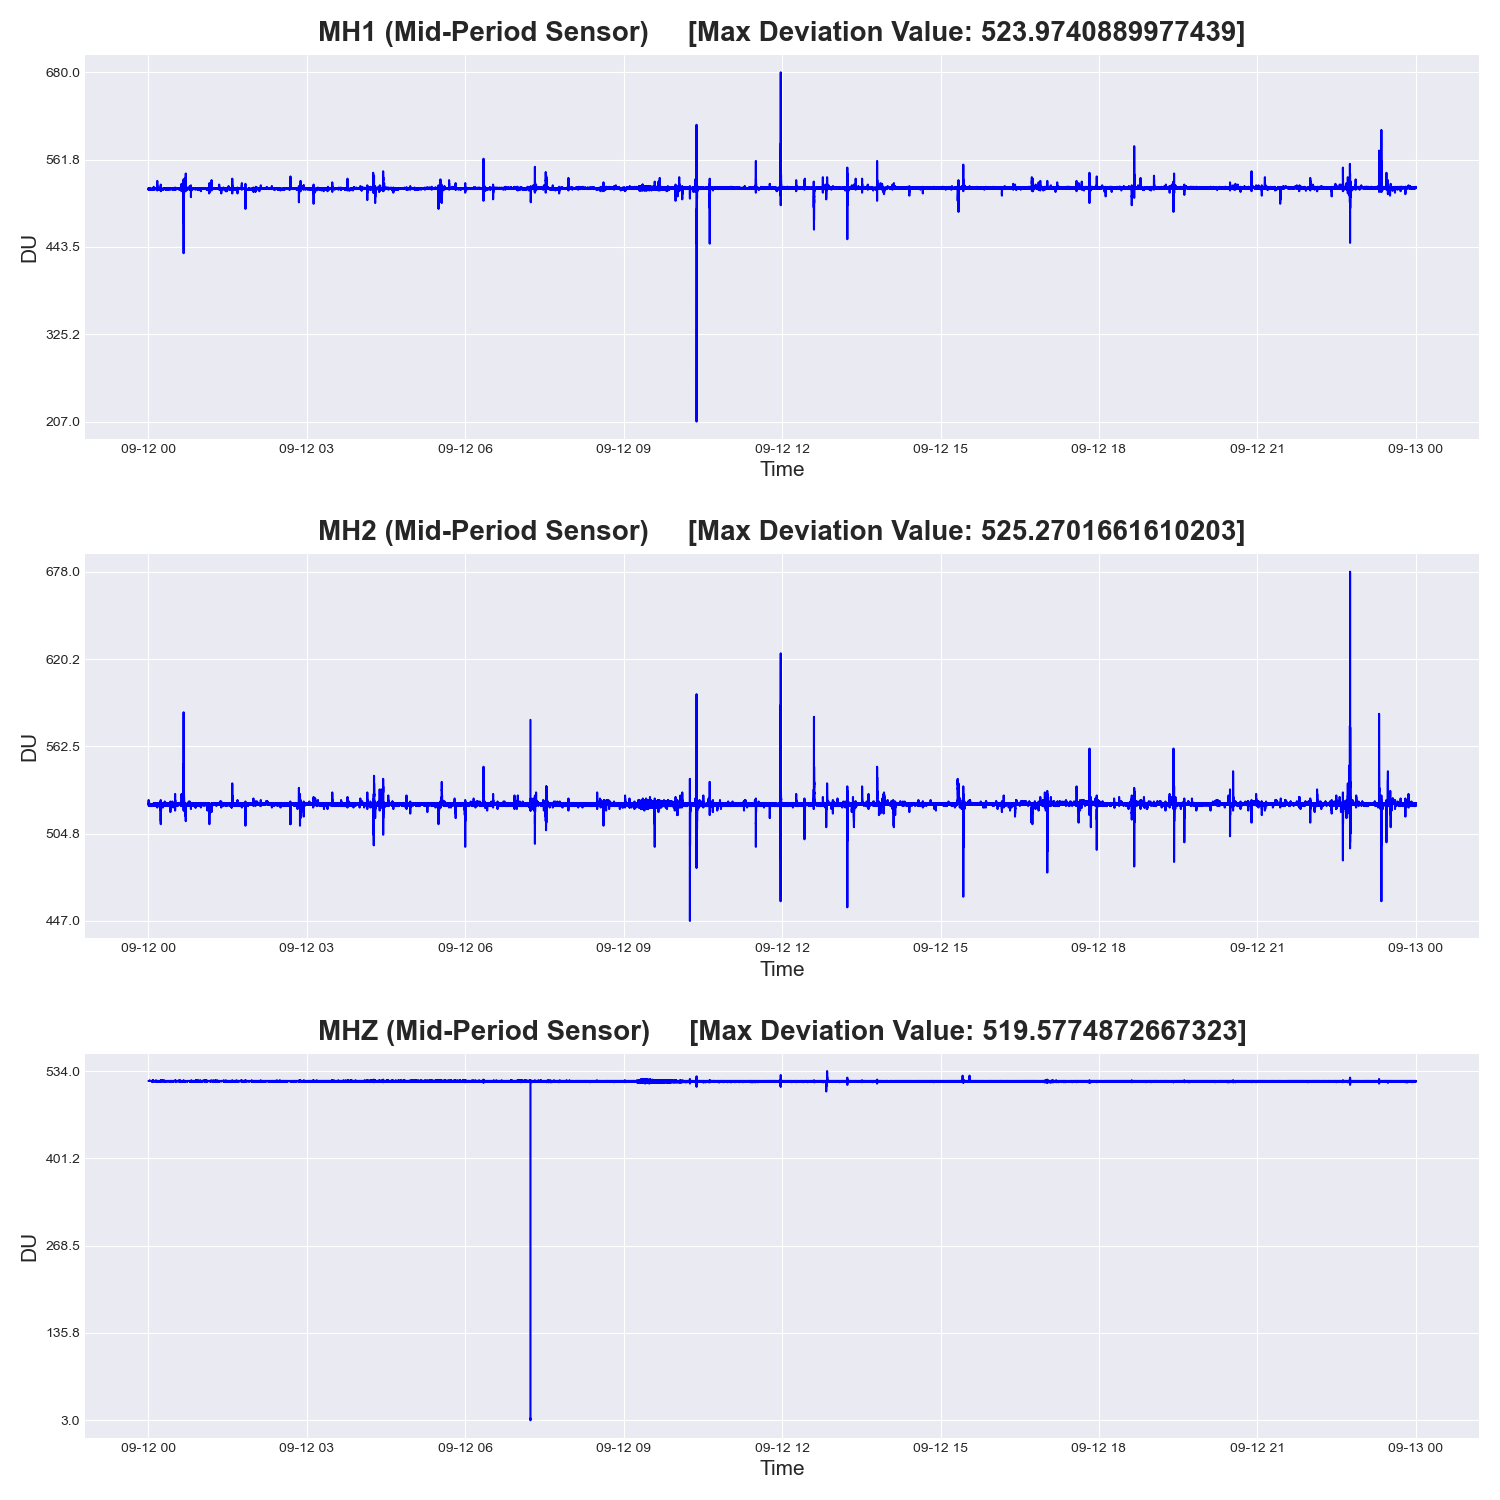 MH1 (Mid-Period Sensor) [Max Deviation Value: 523.9740889977439]
680.0
561.8
443.5
325.2
207.0
DU
09-12 00 09-12 03 09-12 06 09-12 09 09-12 12 09-12 15 09-12 18 09-12 21 09-13 00
Time
MH2 (Mid-Period Sensor) [Max Deviation Value: 525.2701661610203]
678.0
620.2
562.5
504.8
447.0
DU
09-12 00 09-12 03 09-12 06 09-12 09 09-12 12 09-12 15 09-12 18 09-12 21 09-13 00
Time
MHZ (Mid-Period Sensor) [Max Deviation Value: 519.5774872667323]
534.0
401.2
268.5
135.8
3.0
DU
09-12 00 09-12 03 09-12 06 09-12 09 09-12 12 09-12 15 09-12 18 09-12 21 09-13 00
Time